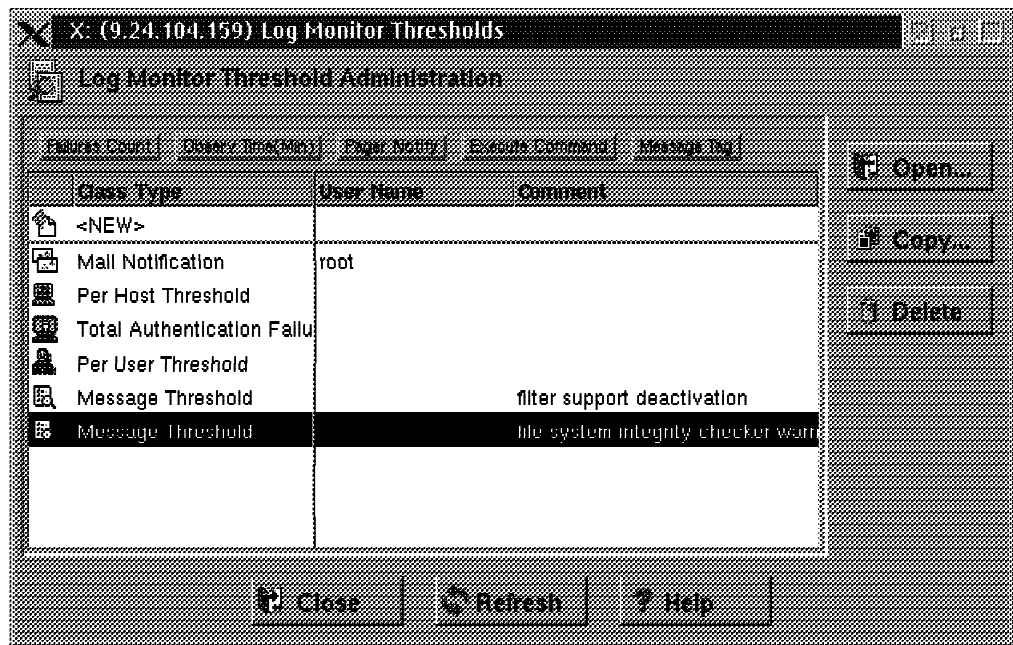 X: (9.24.104.159) Log Monitor Thresholds
Log Monitor Threshold Administration
Failures Count Observ Time(Min) Pager Notify Execute Command Message Tag
Class Type User Name Comment
<NEW>
Mail Notification root
Per Host Threshold
Total Authentication Failu
Per User Threshold
Message Threshold filter support deactivation
Message Threshold file system integrity checker warn
Open...
Copy...
Delete
Close Refresh Help